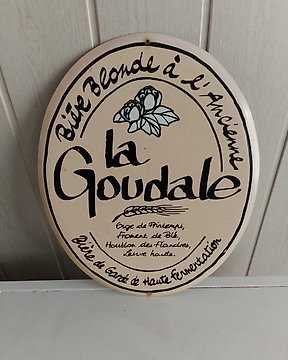 Bière Blonde à l'Ancienne
la
Goudale
Orge de Printemps,
Froment de Blé,
Houblon des Flandres,
Levure haute.
Bière de Garde de Haute Fermentation